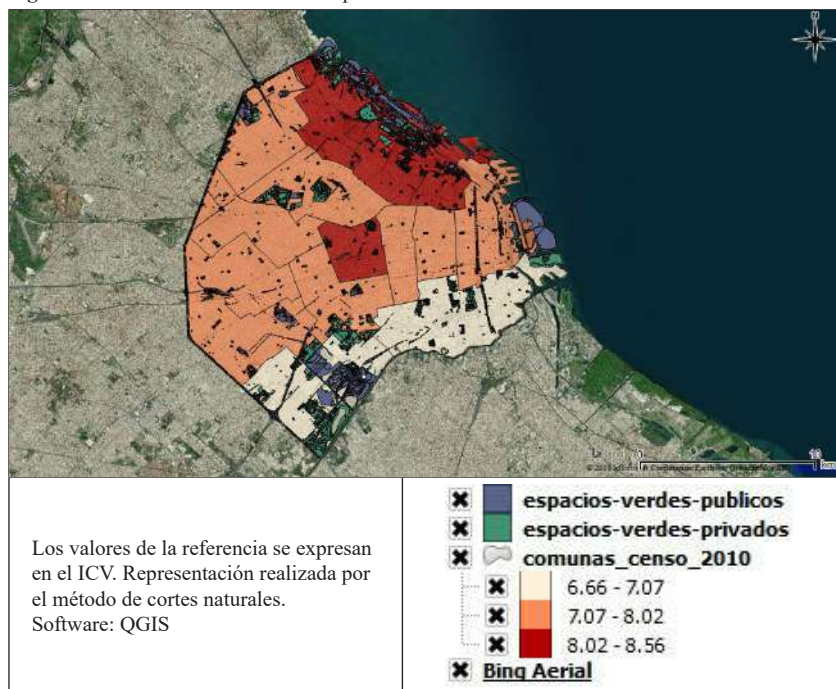 Los valores de la referencia se expresan
en el ICV. Representación realizada por
el método de cortes naturales.
Software: QGIS
espacios-verdes-publicos
espacios-verdes-privados
comunas_censo_2010
6.66 - 7.07
7.07 - 8.02
8.02 - 8.56
Bing Aerial